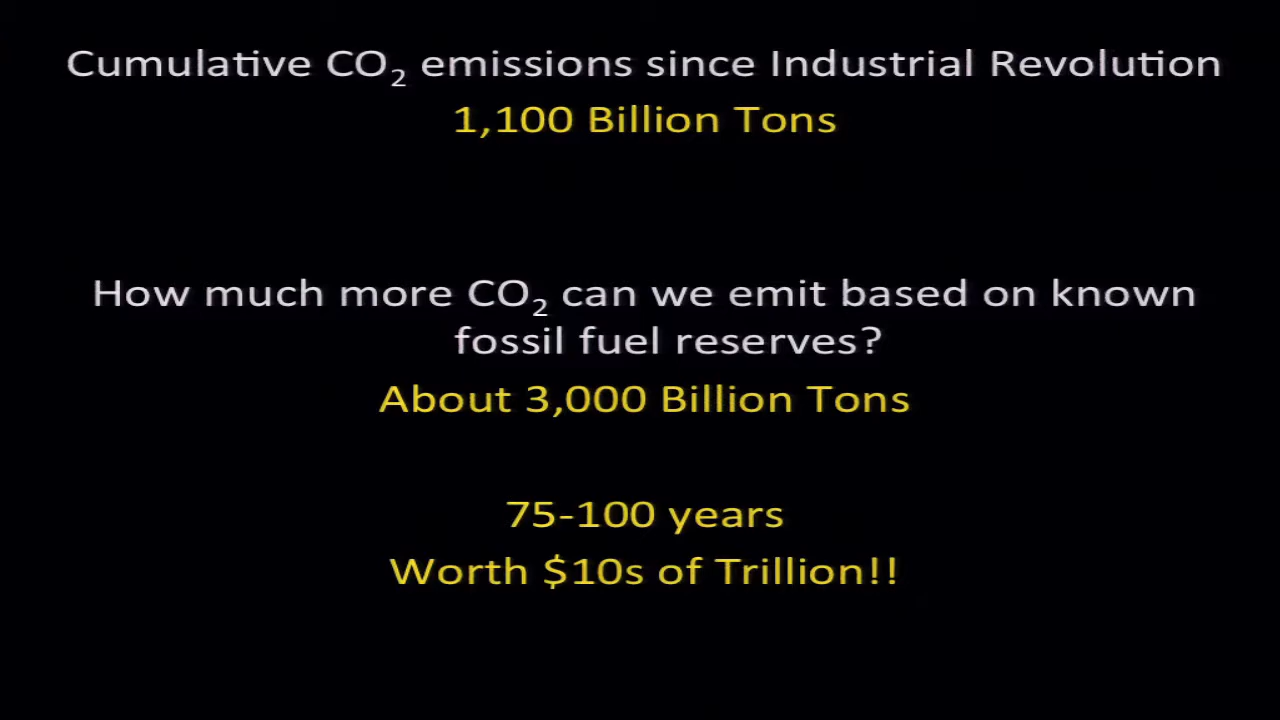 Cumulative CO₂ emissions since Industrial Revolution
1,100 Billion Tons
How much more CO₂ can we emit based on known
fossil fuel reserves?
About 3,000 Billion Tons
75-100 years
Worth $10s of Trillion!!